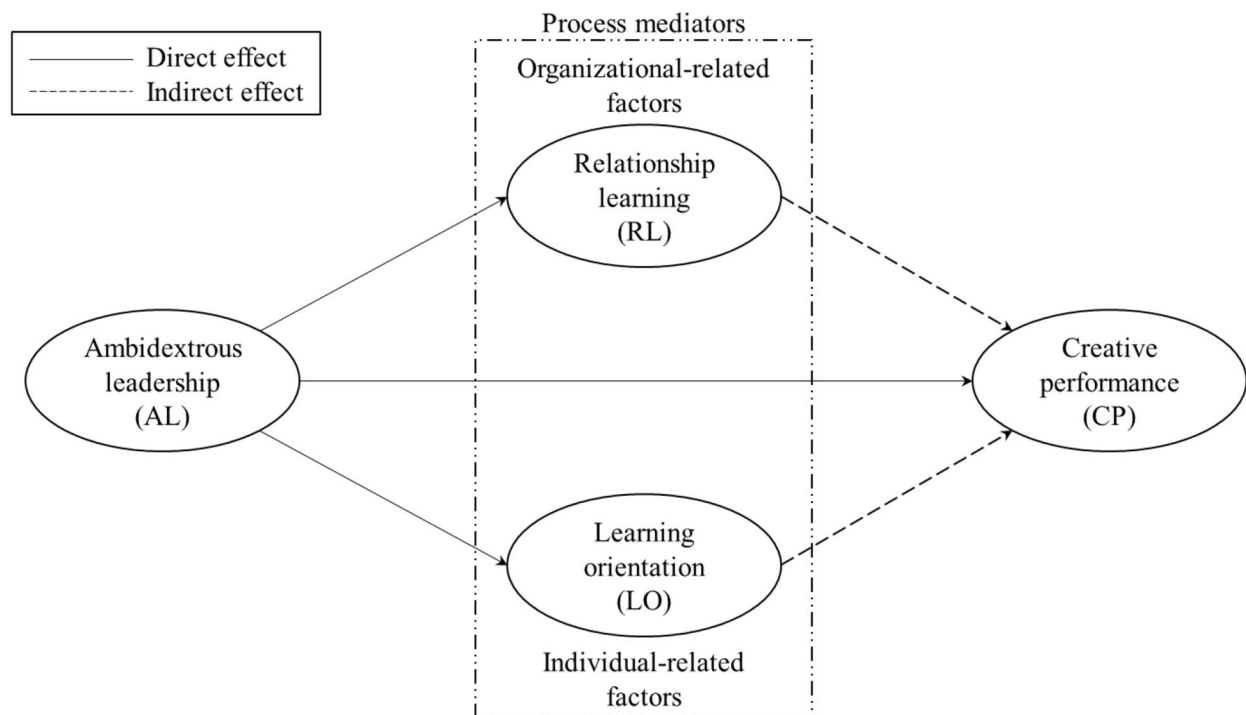 Process mediators
Direct effect
Indirect effect
Organizational-related
factors
Relationship
learning
(RL)
Ambidextrous
leadership
(AL)
Creative
performance
(CP)
Learning
orientation
(LO)
Individual-related
factors